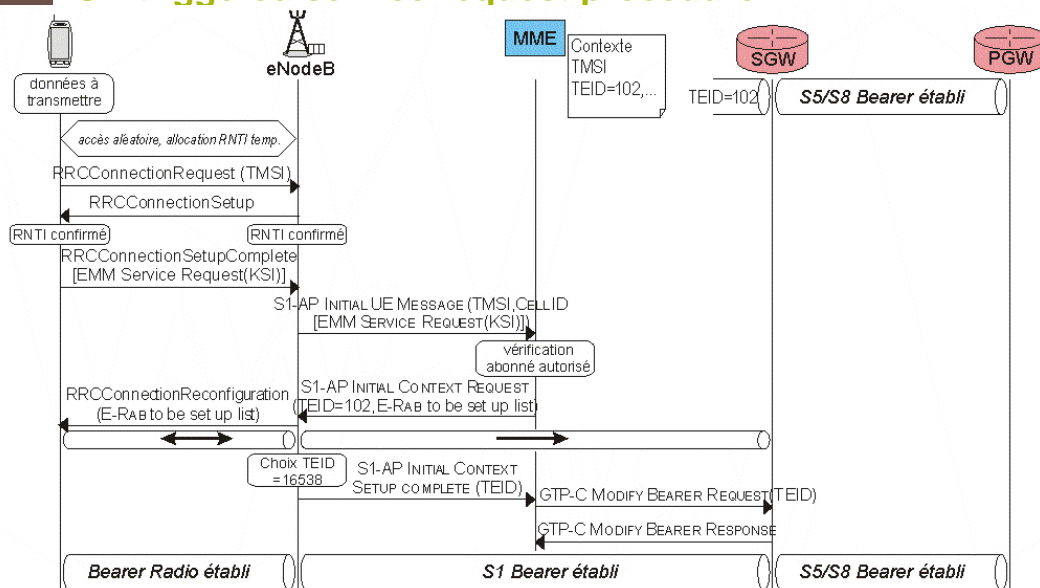 UE triggered service request procedure
MME
eNodeB
Contexte
TMSI
TEID=102,...
SGW
PGW
données à
transmettre
TEID=102
S5/S8 Bearer établi
accès aléatoire, allocation RNTI temp.
RRCConnectionRequest (TMSI)
RRCConnectionSetup
RNTI confirmé
RNTI confirmé
RRCConnectionSetupComplete
[EMM Service Request(KSI)]
S1-AP INITIAL UE MESSAGE (TMSI,CELLID
[EMM SERVICE REQUEST(KSI)])
vérification
abonné autorisé
RRCConnectionReconfiguration
(E-RAB to be set up list)
S1-AP INITIAL CONTEXT REQUEST
(TEID=102,E-RAB to be set up list)
Choix TEID
=16538
S1-AP INITIAL CONTEXT
SETUP COMPLETE (TEID)
GTP-C MODIFY BEARER REQUEST(TEID)
GTP-C MODIFY BEARER RESPONSE
Bearer Radio établi
S1 Bearer établi
S5/S8 Bearer établi